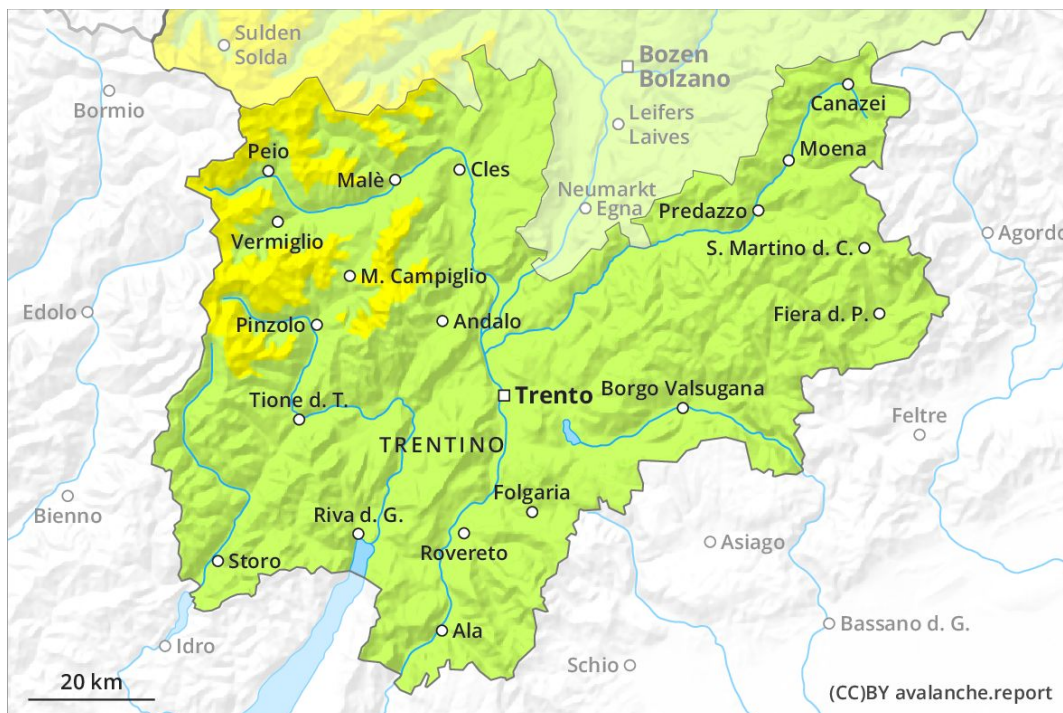 Sulden
Solda
Bozen
Bolzano
Bormio
Canazei
Leifers
Laives
Peio
Malè
Cles
Moena
Neumarkt
Egna
Predazzo
Vermiglio
Agordo
S. Martino d. C.
M. Campiglio
Edolo
Pinzolo
Andalo
Fiera d. P.
Tione d. T.
Trento
Borgo Valsugana
Feltre
TRENTINO
Bienno
Folgaria
Riva d. G.
Rovereto
Asiago
Storo
Bassano d. G.
Ala
Idro
Schio
20 km
(CC)BY avalanche.report